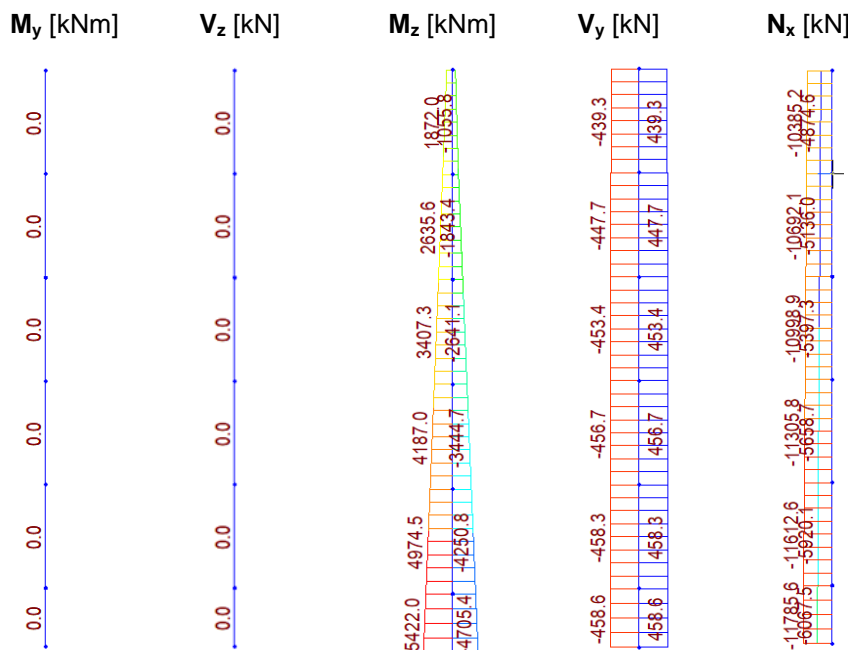 My [kNm] Vz [kN] Mz [kNm] Vy [kN] Nx [kN]
0.0 0.0 1872.0 -1055.8 -439.3 439.3 -10385.2 -4874.6
0.0 0.0 2635.6 -1843.4 -447.7 447.7 -10692.1 -5136.0
0.0 0.0 3407.3 -2641.1 -453.4 453.4 -10998.9 -5397.3
0.0 0.0 4187.0 -3444.7 -456.7 456.7 -11305.8 -5658.7
0.0 0.0 4974.5 -4250.8 -458.3 458.3 -11612.6 -5920.1
0.0 0.0 5422.0 -4705.4 -458.6 458.6 -11785.6 -6067.5